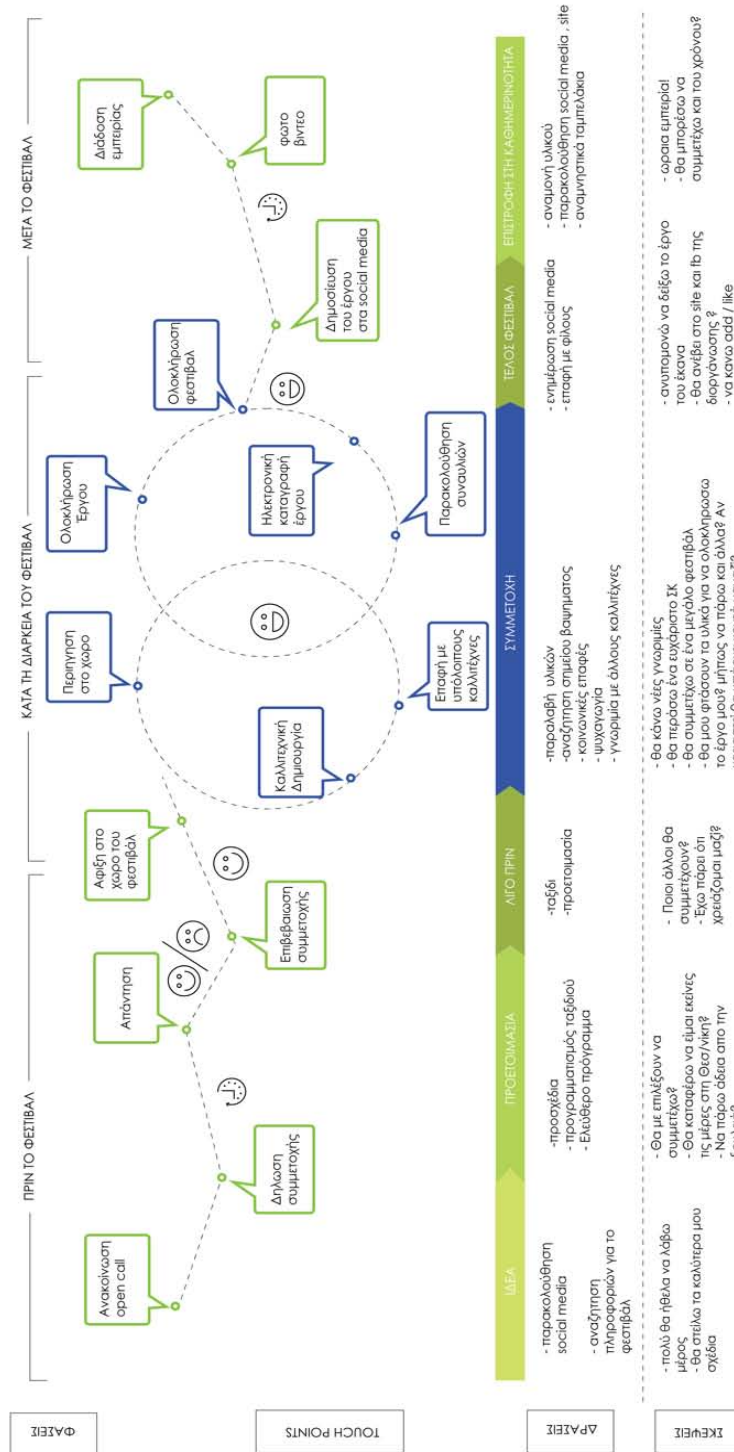 ΦΑΣΕΙΣ
ΠΡΙΝ ΤΟ ΦΕΣΤΙΒΑΛ
ΚΑΤΑ ΤΗ ΔΙΑΡΚΕΙΑ ΤΟΥ ΦΕΣΤΙΒΑΛ
ΜΕΤΑ ΤΟ ΦΕΣΤΙΒΑΛ
TOUCH POINTS
Ανακοίνωση
open call
Δήλωση
συμμετοχής
Απάντηση
Επιβεβαιωση
συμμετοχής
Αφιξη στο
χωρο του
φεστιβάλ
Καλλιτεχνική
Δημιουργία
Περιήγηση
στο χώρο
Επαφή με
υπόλοιπους
καλλιτέχνες
Ολοκλήρωση
Έργου
Ηλεκτρονική
καταγραφή
έργου
Παρακολούθηση
συναυλιών
Ολοκλήρωση
φεστιβάλ
Δημοσίευση
του έργου
στα social media
φωτο
βιντεο
Διάδοση
εμπειρίας
ΙΔΕΑ
ΠΡΟΕΤΟΙΜΑΣΙΑ
ΛΙΓΟ ΠΡΙΝ
ΣΥΜΜΕΤΟΧΗ
ΤΕΛΟΣ ΦΕΣΤΙΒΑΛ
ΕΠΙΣΤΡΟΦΗ ΣΤΗ ΚΑΘΗΜΕΡΙΝΟΤΗΤΑ
ΔΡΑΣΕΙΣ
- παρακολούθηση
social media
- αναζήτηση
πληροφοριών για το
φεστιβάλ
-προσχέδια
- προγραμματισμός ταξιδιού
- Ελεύθερο πρόγραμμα
-ταξιδι
-προετοιμασία
-παραλαβή υλικών
-αναζήτηση σημείου βαψηματος
- κοινωνικές επαφές
- ψυχαγωγία
- γνωριμία με άλλους καλλιτέχνες
- ενημέρωση social media
- επαφή με φίλους
- αναμονή υλικού
- παρακολούθηση social media , site
- αναμνηστικά ταμπελάκια
ΣΚΕΨΕΙΣ
- πολύ θα ήθελα να λάβω
μέρος
- θα στείλω τα καλύτερα μου
σχέδια
- Θα με επιλέξουν να
συμμετέχω?
- Θα καταφέρω να είμαι εκείνες
τις μέρες στη Θεσ/νίκη?
- Να πάρω άδεια απο την
- Ποιοι άλλοι θα
συμμετέχουν?
- Έχω πάρει ότι
χρειάζομαι μαζί?
- θα κάνω νέες γνωριμίες
- θα περάσω ένα ευχάριστο ΣΚ
- θα συμμετέχω σε ένα μεγάλο φεστιβάλ
- θα μου φτάσουν τα υλικά για να ολοκληρωσω
το έργο μου? μήπως να πάρω και άλλα? Αν
- ανυπομονώ να δείξω το έργο
του έκανα
- θα ανέβει στο site και fb της
διοργάνωσης ?
- να κανω add / like
- ωραια εμπειρία!
- θα μπορέσω να
συμμετέχω και του χρόνου?